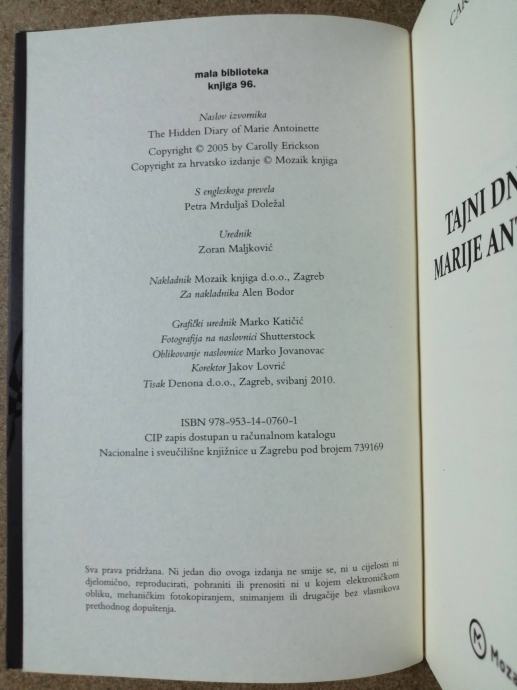 mala biblioteka
knjiga 96.
Naslov izvornika
The Hidden Diary of Marie Antoinette
Copyright © 2005 by Carolly Erickson
Copyright za hrvatsko izdanje © Mozaik knjiga
S engleskoga prevela
Petra Mrduljaš Doležal
Urednik
Zoran Maljković
Nakladnik Mozaik knjiga d.o.o., Zagreb
Za nakladnika Alen Bodor
Grafički urednik Marko Katičić
Fotografija na naslovnici Shutterstock
Oblikovanje naslovnice Marko Jovanovac
Korektor Jakov Lovrić
Tisak Denona d.o.o., Zagreb, svibanj 2010.
ISBN 978-953-14-0760-1
CIP zapis dostupan u računalnom katalogu
Nacionalne i sveučilišne knjižnice u Zagrebu pod brojem 739169
Sva prava pridržana. Ni jedan dio ovoga izdanja ne smije se, ni u cijelosti ni
djelomično, reproducirati, pohraniti ili prenositi ni u kojem elektroničkom
obliku, mehaničkim fotokopiranjem, snimanjem ili drugačije bez vlasnikova
prethodnog dopuštenja.
TAJNI DN
MARIJE ANT
Moza